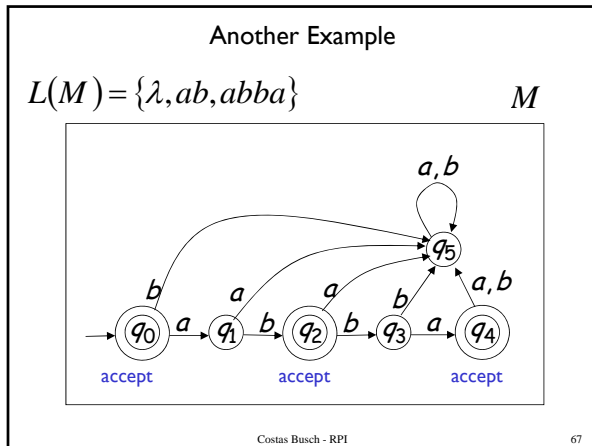 Another Example
L(M) = {λ, ab, abba} M
a, b
q5
b a a b a, b
q0 a q1 b q2 b q3 a q4
accept accept accept
Costas Busch - RPI 67